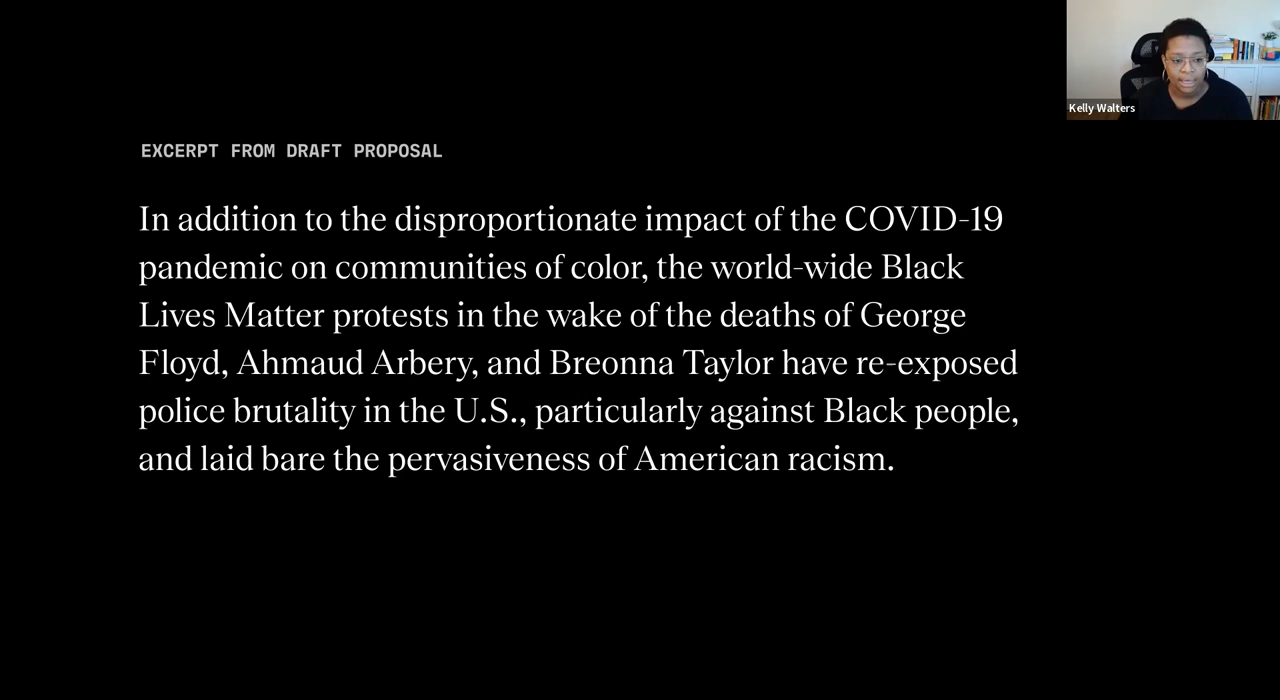 Kelly Walters
EXCERPT FROM DRAFT PROPOSAL
In addition to the disproportionate impact of the COVID-19
pandemic on communities of color, the world-wide Black
Lives Matter protests in the wake of the deaths of George
Floyd, Ahmaud Arbery, and Breonna Taylor have re-exposed
police brutality in the U.S., particularly against Black people,
and laid bare the pervasiveness of American racism.